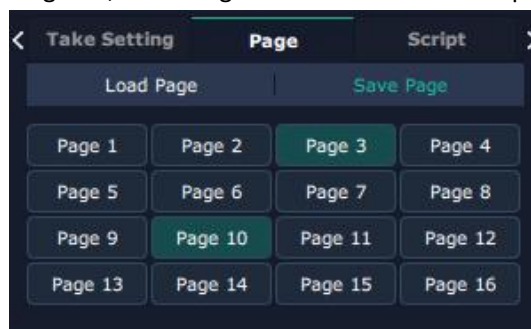 Take Setting Page Script
Load Page Save Page
Page 1 Page 2 Page 3 Page 4
Page 5 Page 6 Page 7 Page 8
Page 9 Page 10 Page 11 Page 12
Page 13 Page 14 Page 15 Page 16